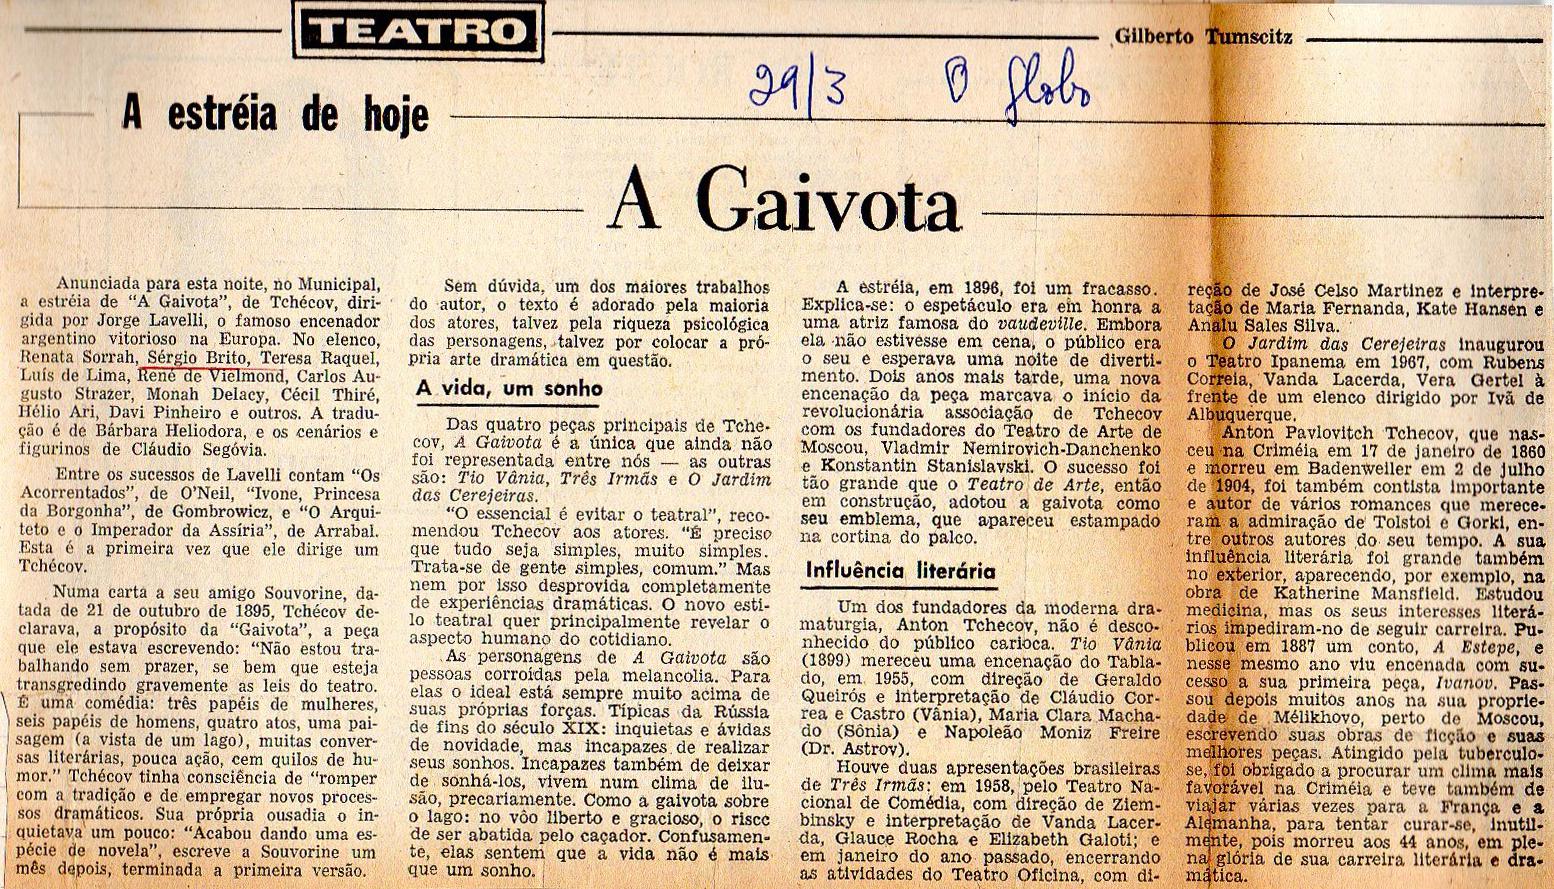 TEATRO
Gilberto Tumscitz
29/3 O Globo
A estréia de hoje
A Gaivota
Anunciada para esta noite, no Municipal,
a estréia de "A Gaivota", de Tchécov, diri-
gida por Jorge Lavelli, o famoso encenador
argentino vitorioso na Europa. No elenco,
Renata Sorrah, Sérgio Brito, Teresa Raquel,
Luís de Lima, René de Vielmond, Carlos Au-
gusto Strazer, Monah Delacy, Cécil Thiré,
Hélio Ari, Davi Pinheiro e outros. A tradu-
ção é de Bárbara Heliodora, e os cenários e
figurinos de Cláudio Segóvia.
Entre os sucessos de Lavelli contam "Os
Acorrentados", de O'Neil, "Ivone, Princesa
da Borgonha", de Gombrowicz, e "O Arqui-
teto e o Imperador da Assíria", de Arrabal.
Esta é a primeira vez que ele dirige um
Tchécov.
Numa carta a seu amigo Souvorine, da-
tada de 21 de outubro de 1895, Tchécov de-
clarava, a propósito da "Gaivota", a peça
que ele estava escrevendo: "Não estou tra-
balhando sem prazer, se bem que esteja
transgredindo gravemente as leis do teatro.
É uma comédia: três papéis de mulheres,
seis papéis de homens, quatro atos, uma pai-
sagem (a vista de um lago), muitas conver-
sas literárias, pouca ação, cem quilos de hu-
mor." Tchécov tinha consciência de "romper
com a tradição e de empregar novos proces-
sos dramáticos. Sua própria ousadia o in-
quietava um pouco: "Acabou dando uma es-
pécie de novela", escreve a Souvorine um
mês depois, terminada a primeira versão.
Sem dúvida, um dos maiores trabalhos
do autor, o texto é adorado pela maioria
dos atores, talvez pela riqueza psicológica
das personagens, talvez por colocar a pró-
pria arte dramática em questão.
A vida, um sonho
Das quatro peças principais de Tche-
cov, A Gaivota é a única que ainda não
foi representada entre nós — as outras
são: Tio Vânia, Três Irmãs e O Jardim
das Cerejeiras.
"O essencial é evitar o teatral", reco-
mendou Tchecov aos atores. "É preciso
que tudo seja simples, muito simples.
Trata-se de gente simples, comum." Mas
nem por isso desprovida completamente
de experiências dramáticas. O novo esti-
lo teatral quer principalmente revelar o
aspecto humano do cotidiano.
As personagens de A Gaivota são
pessoas corroídas pela melancolia. Para
elas o ideal está sempre muito acima de
suas próprias forças. Típicas da Rússia
de fins do século XIX: inquietas e ávidas
de novidade, mas incapazes de realizar
seus sonhos. Incapazes também de deixar
de sonhá-los, vivem num clima de ilu-
são, precariamente. Como a gaivota sobre
o lago: no vôo liberto e gracioso, o risco
de ser abatida pelo caçador. Confusamen-
te, elas sentem que a vida não é mais
que um sonho.
A estréia, em 1896, foi um fracasso.
Explica-se: o espetáculo era em honra a
uma atriz famosa do vaudeville. Embora
ela não estivesse em cena, o público era
o seu e esperava uma noite de diverti-
mento. Dois anos mais tarde, uma nova
encenação da peça marcava o início da
revolucionária associação de Tchecov
com os fundadores do Teatro de Arte de
Moscou, Vladmir Nemirovich-Danchenko
e Konstantin Stanislavski. O sucesso foi
tão grande que o Teatro de Arte, então
em construção, adotou a gaivota como
seu emblema, que apareceu estampado
na cortina do palco.
Influência literária
Um dos fundadores da moderna dra-
maturgia, Anton Tchecov, não é desco-
nhecido do público carioca. Tio Vânia
(1899) mereceu uma encenação do Tabla-
do, em 1955, com direção de Geraldo
Queirós e interpretação de Cláudio Cor-
rea e Castro (Vânia), Maria Clara Macha-
do (Sônia) e Napoleão Moniz Freire
(Dr. Astrov).
Houve duas apresentações brasileiras
de Três Irmãs: em 1958, pelo Teatro Na-
cional de Comédia, com direção de Ziem-
binsky e interpretação de Vanda Lacer-
da, Glauce Rocha e Elizabeth Galoti; e
em janeiro do ano passado, encerrando
as atividades do Teatro Oficina, com di-
reção de José Celso Martinez e interpre-
tação de Maria Fernanda, Kate Hansen e
Analu Sales Silva.
O Jardim das Cerejeiras inaugurou
o Teatro Ipanema em 1967, com Rubens
Correia, Vanda Lacerda, Vera Gertel à
frente de um elenco dirigido por Ivã de
Albuquerque.
Anton Pavlovitch Tchecov, que nas-
ceu na Criméia em 17 de janeiro de 1860
e morreu em Badenweiler em 2 de julho
de 1904, foi também contista importante
e autor de vários romances que merece-
ram a admiração de Tolstoi e Gorki, en-
tre outros autores do seu tempo. A sua
influência literária foi grande também
no exterior, aparecendo, por exemplo, na
obra de Katherine Mansfield. Estudou
medicina, mas os seus interesses literá-
rios impediram-no de seguir carreira. Pu-
blicou em 1887 um conto, A Estepe, e
nesse mesmo ano viu encenada com su-
cesso a sua primeira peça, Ivanov. Pas-
sou depois muitos anos na sua proprie-
dade de Mélikhovo, perto de Moscou,
escrevendo suas obras de ficção e suas
melhores peças. Atingido pela tuberculo-
se, foi obrigado a procurar um clima mais
favorável na Criméia e teve também de
viajar várias vezes para a França e a
Alemanha, para tentar curar-se, inutil-
mente, pois morreu aos 44 anos, em ple-
na glória de sua carreira literária e dra-
mática.